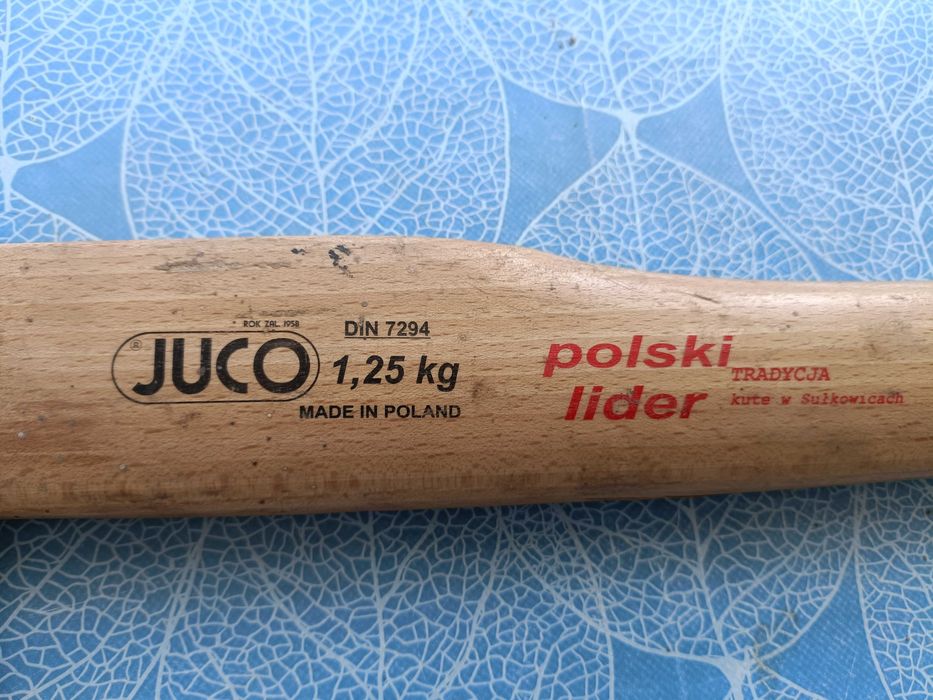 ROK ZAŁ. 1958
® JUCO
DIN 7294
1,25 kg
MADE IN POLAND
polski
lider
TRADYCJA
kute w Sułkowicach